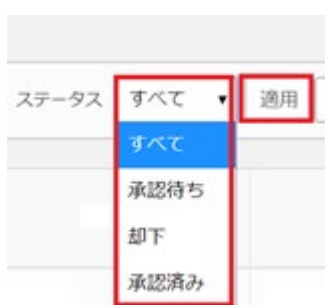 ステータス すべて 適用
すべて
承認待ち
却下
承認済み